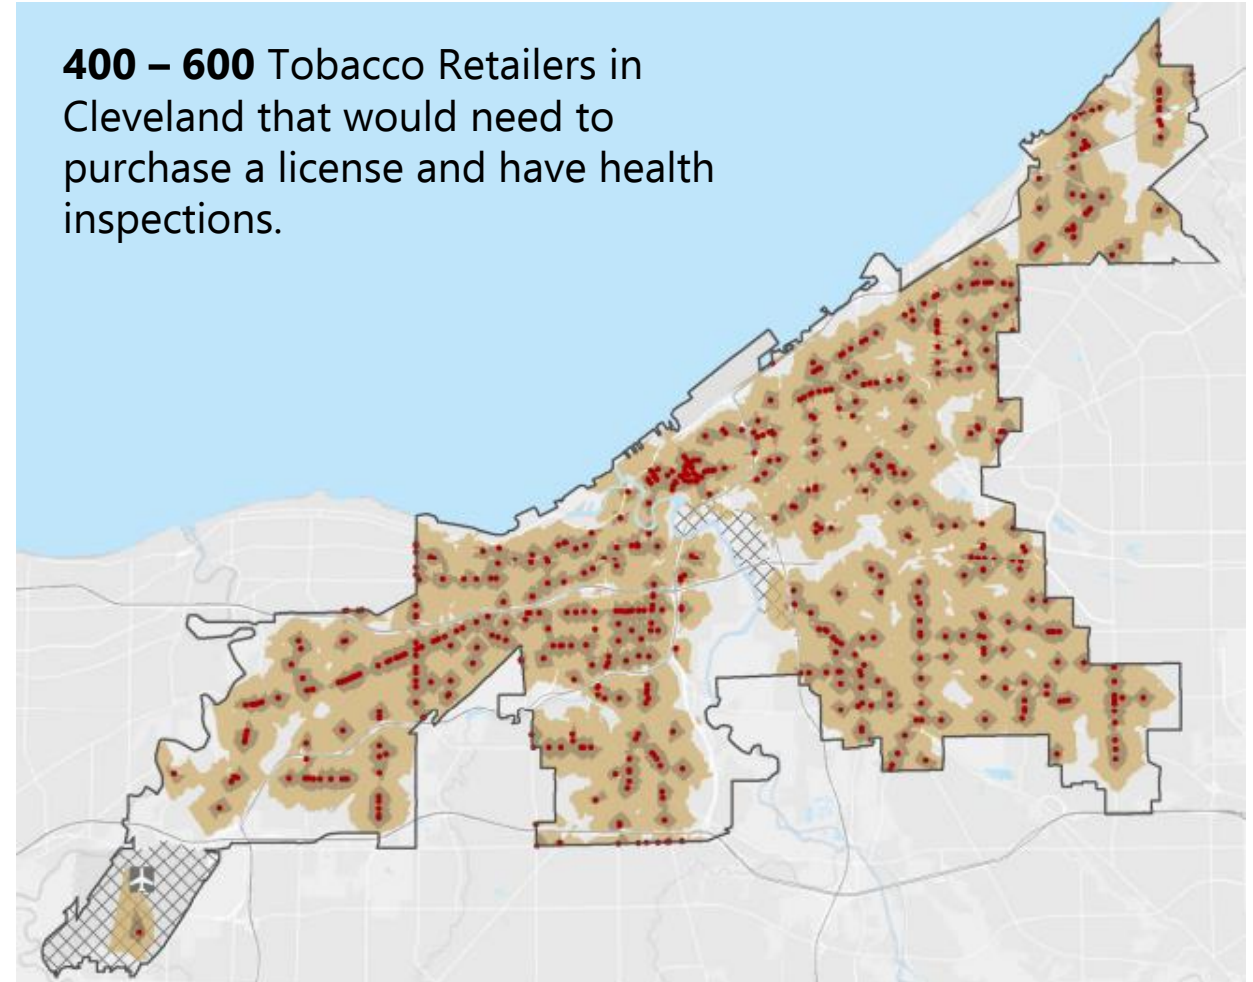 400 – 600 Tobacco Retailers in
Cleveland that would need to
purchase a license and have health
inspections.